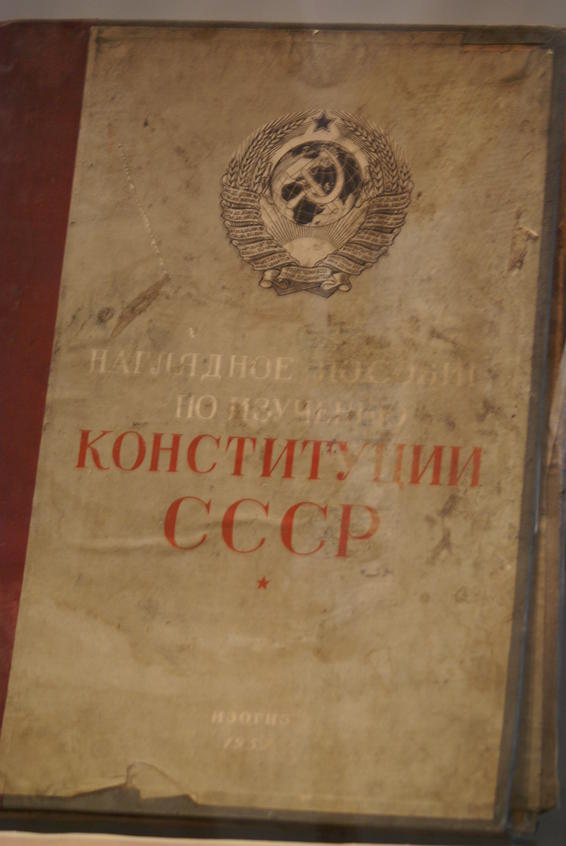 НАГЛЯДНОЕ ПОСОБИЕ
ПО ИЗУЧЕНИЮ
КОНСТИТУЦИИ
СССР
ИЗОГИЗ